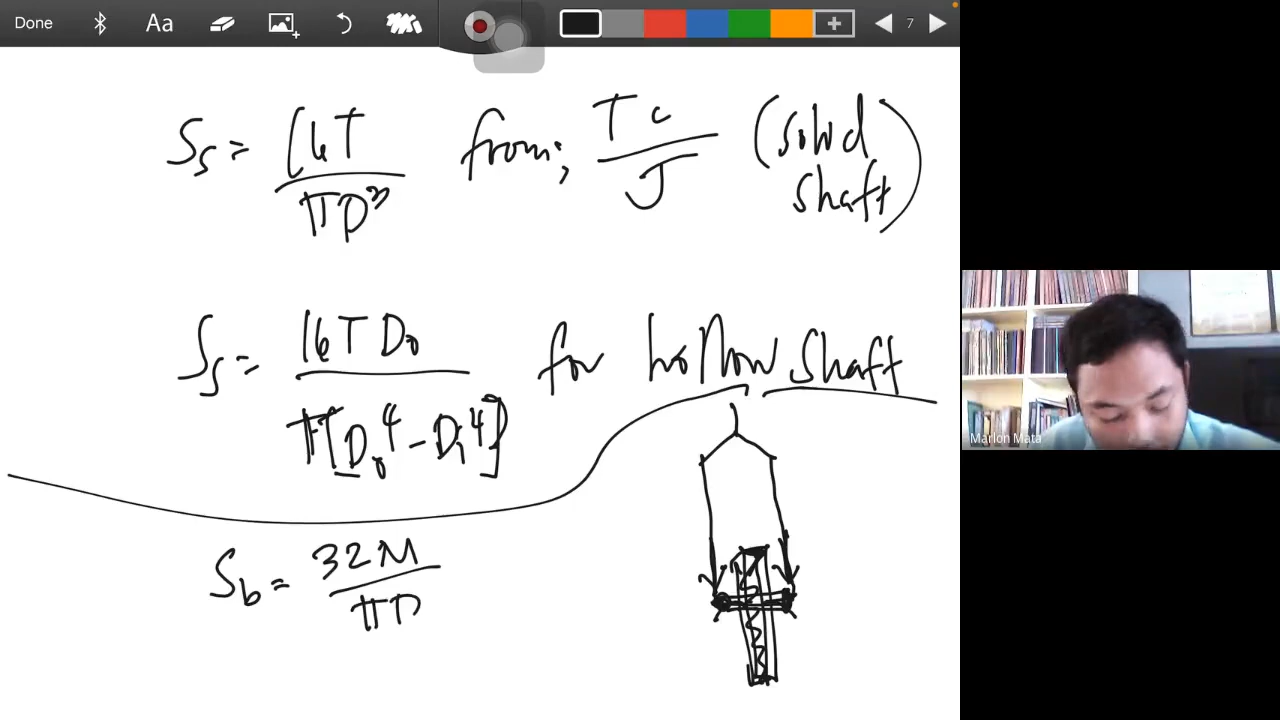 Done Aa 7
Ss = 16T / πD³ from; Tc / J (solid shaft)
Ss = 16T Do / π[Do⁴ - Di⁴] for hollow shaft
Sb = 32M / πD
Marlon Mata